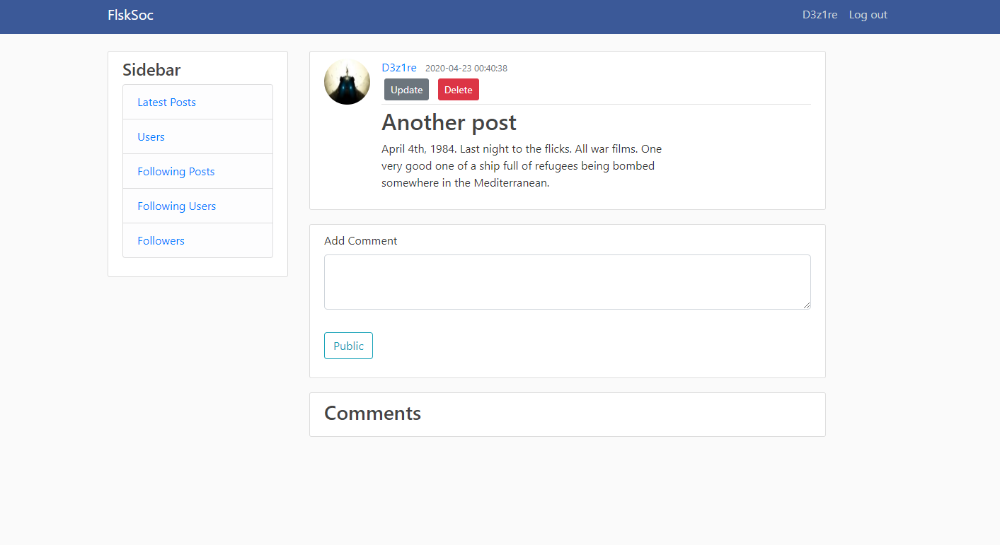 FlskSoc
D3z1re Log out
Sidebar
Latest Posts
Users
Following Posts
Following Users
Followers
D3z1re 2020-04-23 00:40:38
Update Delete
Another post
April 4th, 1984. Last night to the flicks. All war films. One
very good one of a ship full of refugees being bombed
somewhere in the Mediterranean.
Add Comment
Public
Comments